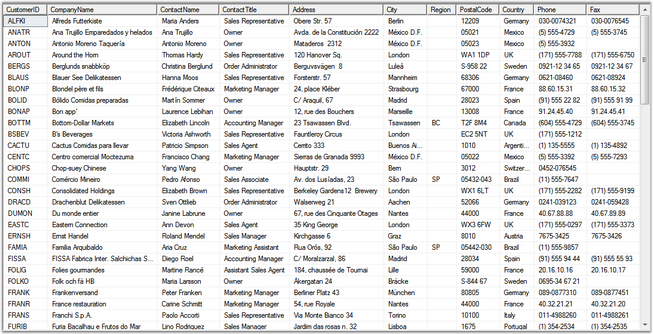 CustomerID CompanyName ContactName ContactTitle Address City Region PostalCode Country Phone Fax
ALFKI Alfreds Futterkiste Maria Anders Sales Representative Obere Str. 57 Berlin 12209 Germany 030-0074321 030-0076545
ANATR Ana Trujillo Emparedados y helados Ana Trujillo Owner Avda. de la Constitución 2222 México D.F. 05021 Mexico (5) 555-4729 (5) 555-3745
ANTON Antonio Moreno Taquería Antonio Moreno Owner Mataderos 2312 México D.F. 05023 Mexico (5) 555-3932
AROUT Around the Horn Thomas Hardy Sales Representative 120 Hanover Sq. London WA1 1DP UK (171) 555-7788 (171) 555-6750
BERGS Berglunds snabbköp Christina Berglund Order Administrator Berguvsvägen 8 Luleå S-958 22 Sweden 0921-12 34 65 0921-12 34 67
BLAUS Blauer See Delikatessen Hanna Moos Sales Representative Forsterstr. 57 Mannheim 68306 Germany 0621-08460 0621-08924
BLONP Blondel père et fils Frédérique Citeaux Marketing Manager 24, place Kléber Strasbourg 67000 France 88.60.15.31 88.60.15.32
BOLID Bólido Comidas preparadas Martín Sommer Owner C/ Araquil, 67 Madrid 28023 Spain (91) 555 22 82 (91) 555 91 99
BONAP Bon app' Laurence Lebihan Owner 12, rue des Bouchers Marseille 13008 France 91.24.45.40 91.24.45.41
BOTTM Bottom-Dollar Markets Elizabeth Lincoln Accounting Manager 23 Tsawassen Blvd. Tsawassen BC T2F 8M4 Canada (604) 555-4729 (604) 555-3745
BSBEV B's Beverages Victoria Ashworth Sales Representative Fauntleroy Circus London EC2 5NT UK (171) 555-1212
CACTU Cactus Comidas para llevar Patricio Simpson Sales Agent Cerrito 333 Buenos Ai... 1010 Argenti... (1) 135-5555 (1) 135-4892
CENTC Centro comercial Moctezuma Francisco Chang Marketing Manager Sierras de Granada 9993 México D.F. 05022 Mexico (5) 555-3392 (5) 555-7293
CHOPS Chop-suey Chinese Yang Wang Owner Hauptstr. 29 Bern 3012 Switzer... 0452-076545
COMMI Comércio Mineiro Pedro Afonso Sales Associate Av. dos Lusíadas, 23 São Paulo SP 05432-043 Brazil (11) 555-7647
CONSH Consolidated Holdings Elizabeth Brown Sales Representative Berkeley Gardens12 Brewery London WX1 6LT UK (171) 555-2282 (171) 555-9199
DRACD Drachenblut Delikatessen Sven Ottlieb Order Administrator Walserweg 21 Aachen 52066 Germany 0241-039123 0241-059428
DUMON Du monde entier Janine Labrune Owner 67, rue des Cinquante Otages Nantes 44000 France 40.67.88.88 40.67.89.89
EASTC Eastern Connection Ann Devon Sales Agent 35 King George London WX3 6FW UK (171) 555-0297 (171) 555-3373
ERNSH Ernst Handel Roland Mendel Sales Manager Kirchgasse 6 Graz 8010 Austria 7675-3425 7675-3426
FAMIA Familia Arquibaldo Aria Cruz Marketing Assistant Rua Orós, 92 São Paulo SP 05442-030 Brazil (11) 555-9857
FISSA FISSA Fabrica Inter. Salchichas S... Diego Roel Accounting Manager C/ Moralzarzal, 86 Madrid 28034 Spain (91) 555 94 44 (91) 555 55 93
FOLIG Folies gourmandes Martine Rancé Assistant Sales Agent 184, chaussée de Tournai Lille 59000 France 20.16.10.16 20.16.10.17
FOLKO Folk och fä HB Maria Larsson Owner Åkergatan 24 Bräcke S-844 67 Sweden 0695-34 67 21
FRANK Frankenversand Peter Franken Marketing Manager Berliner Platz 43 München 80805 Germany 089-0877310 089-0877451
FRANR France restauration Carine Schmitt Marketing Manager 54, rue Royale Nantes 44000 France 40.32.21.21 40.32.21.20
FRANS Franchi S.p.A. Paolo Accorti Sales Representative Via Monte Bianco 34 Torino 10100 Italy 011-4988260 011-4988261
FURIB Furia Bacalhau e Frutos do Mar Lino Rodriguez Sales Manager Jardim das rosas n. 32 Lisboa 1675 Portugal (1) 354-2534 (1) 354-2535